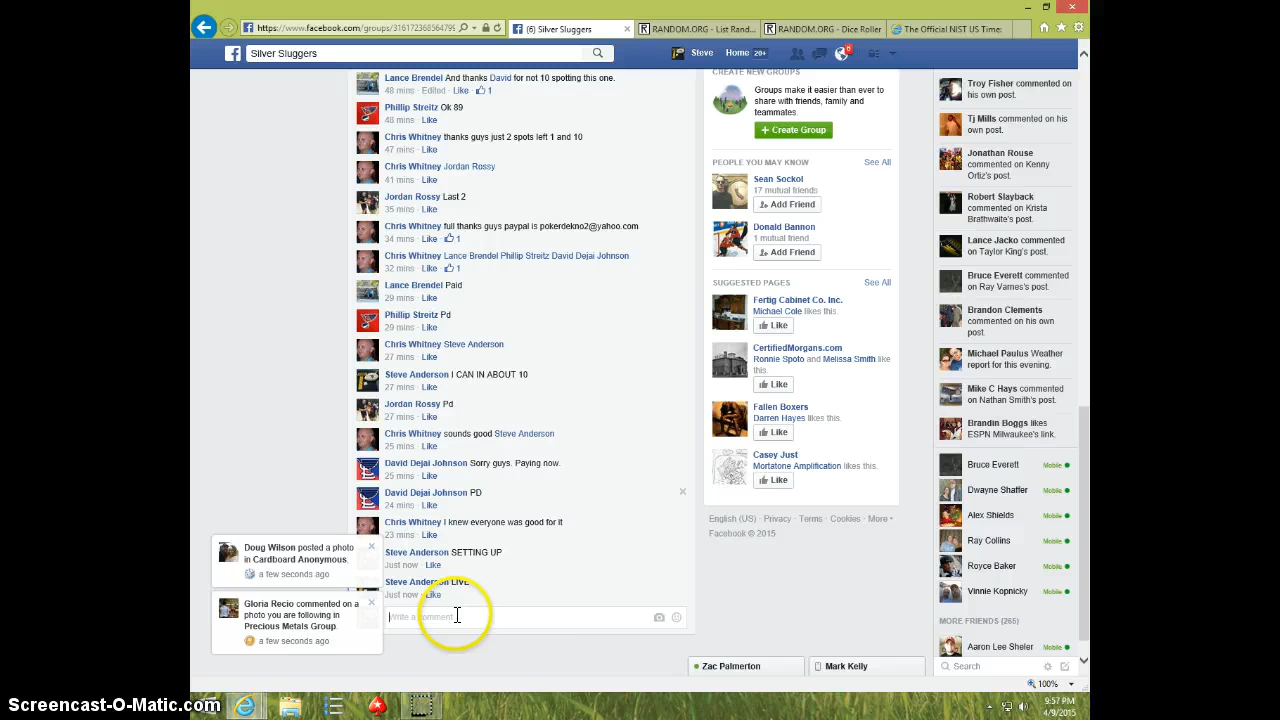 https://www.facebook.com/groups/316172368564799
(6) Silver Sluggers
RANDOM.ORG - List Ran...
RANDOM.ORG - Dice Roller
The Official NIST US Time:
Silver Sluggers
Steve
Home 20+
6
Lance Brendel And thanks David for not 10 spotting this one.
48 mins · Edited · Like · 1
Phillip Streitz Ok 89
48 mins · Like
Chris Whitney thanks guys just 2 spots left 1 and 10
47 mins · Like
Chris Whitney Jordan Rossy
41 mins · Like
Jordan Rossy Last 2
35 mins · Like
Chris Whitney full thanks guys paypal is pokerdekno2@yahoo.com
34 mins · Like · 1
Chris Whitney Lance Brendel Phillip Streitz David Dejai Johnson
32 mins · Like · 1
Lance Brendel Paid
29 mins · Like
Phillip Streitz Pd
29 mins · Like
Chris Whitney Steve Anderson
27 mins · Like
Steve Anderson I CAN IN ABOUT 10
27 mins · Like
Jordan Rossy Pd
27 mins · Like
Chris Whitney sounds good Steve Anderson
25 mins · Like
David Dejai Johnson Sorry guys. Paying now.
25 mins · Like
David Dejai Johnson PD
24 mins · Like
Chris Whitney I knew everyone was good for it
23 mins · Like
Steve Anderson SETTING UP
Just now · Like
Steve Anderson LIVE
Just now · Like
Write a comment...
Doug Wilson posted a photo
in Cardboard Anonymous.
a few seconds ago
Gloria Recio commented on a
photo you are following in
Precious Metals Group.
a few seconds ago
CREATE NEW GROUPS
Groups make it easier than ever to
share with friends, family and
teammates.
+ Create Group
PEOPLE YOU MAY KNOW
See All
Sean Sockol
17 mutual friends
Add Friend
Donald Bannon
1 mutual friend
Add Friend
SUGGESTED PAGES
See All
Fertig Cabinet Co. Inc.
Michael Cole likes this.
Like
CertifiedMorgans.com
Ronnie Spoto and Melissa Smith like
this.
Like
Fallen Boxers
Darren Hayes likes this.
Like
Casey Just
Mortatone Amplification likes this.
Like
English (US) · Privacy · Terms · Cookies · More
Facebook © 2015
Troy Fisher commented on
his own post.
Tj Mills commented on his
own post.
Jonathan Rouse
commented on Kenny
Ortiz's post.
Robert Slayback
commented on Krista
Brathwaite's post.
Lance Jacko commented
on Taylor King's post.
Bruce Everett commented
on Ray Varnes's post.
Brandon Clements
commented on his own
post.
Michael Paulus Weather
report for this evening.
Mike C Hays commented
on Nathan Smith's post.
Brandin Boggs likes
ESPN Milwaukee's link.
Bruce Everett Mobile
Dwayne Shaffer Mobile
Alex Shields Mobile
Ray Collins Mobile
Royce Baker Mobile
Vinnie Kopnicky Mobile
MORE FRIENDS (265)
Aaron Lee Sheler Mobile
Search
Zac Palmerton
Mark Kelly
100%
9:57 PM
4/9/2015
Screencast-O-Matic.com